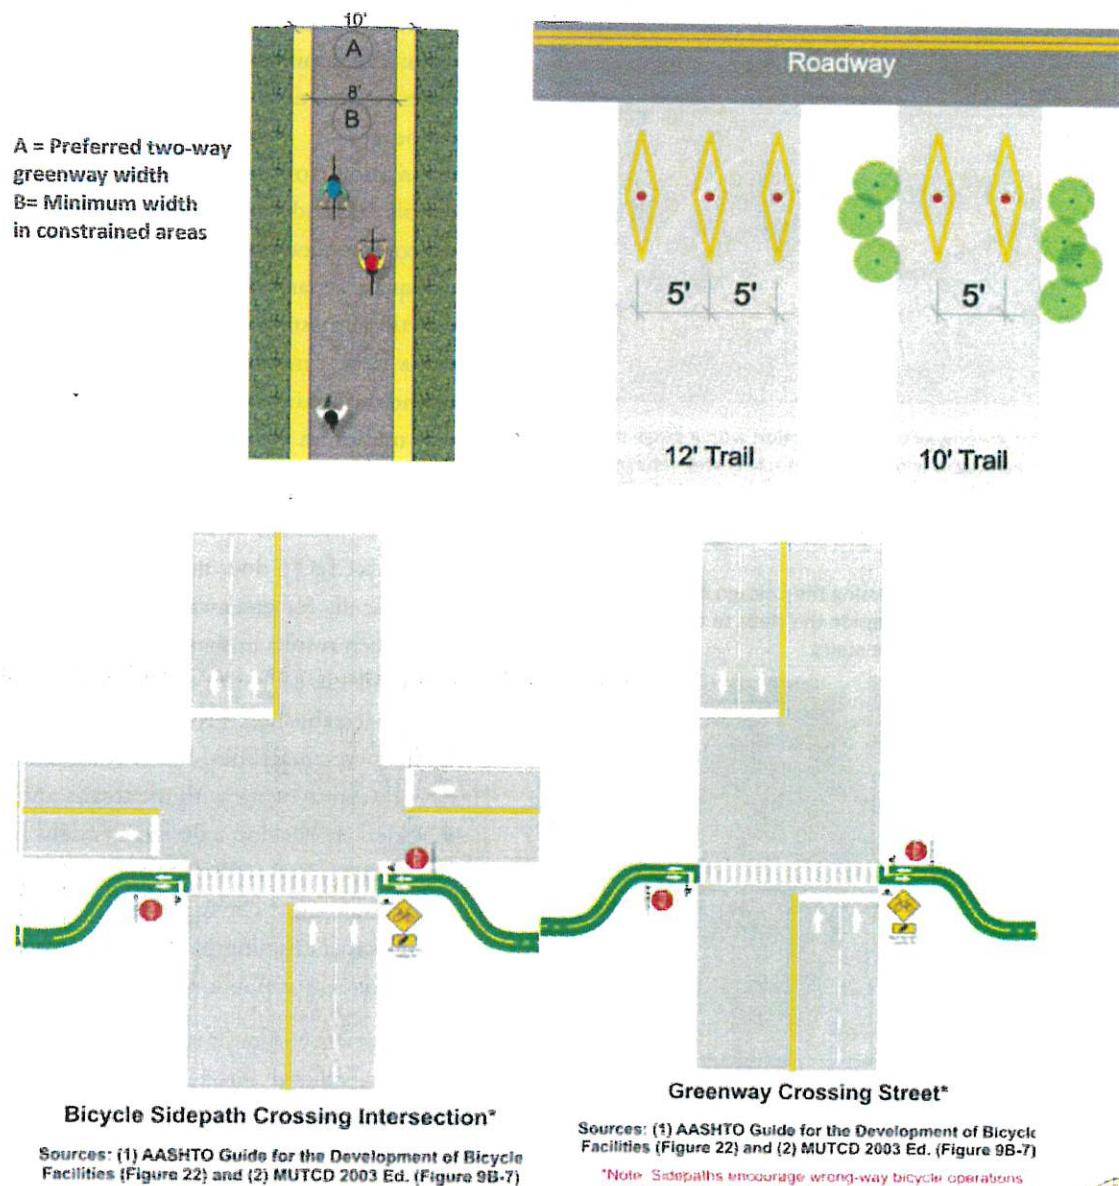 10'
A
8'
B
A = Preferred two-way
greenway width
B= Minimum width
in constrained areas
Roadway
5'
5'
5'
12' Trail
10' Trail
Bicycle Sidepath Crossing Intersection*
Sources: (1) AASHTO Guide for the Development of Bicycle
Facilities (Figure 22) and (2) MUTCD 2003 Ed. (Figure 9B-7)
Greenway Crossing Street*
Sources: (1) AASHTO Guide for the Development of Bicycle
Facilities (Figure 22) and (2) MUTCD 2003 Ed. (Figure 9B-7)
*Note: Sidepaths encourage wrong-way bicycle operations